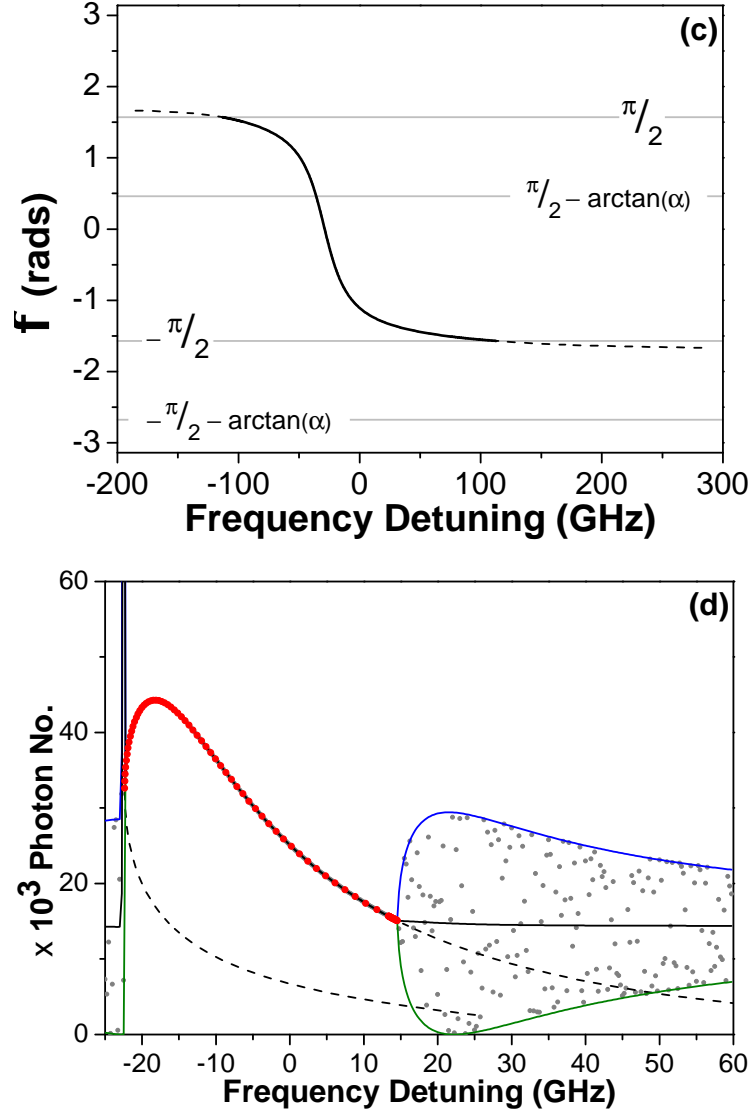 (c)
3
2
1
0
-1
-2
-3
f (rads)
π/2
π/2 – arctan(α)
– π/2
– π/2 – arctan(α)
-200 -100 0 100 200 300
Frequency Detuning (GHz)
(d)
60
40
20
0
x 10³ Photon No.
-20 -10 0 10 20 30 40 50 60
Frequency Detuning (GHz)